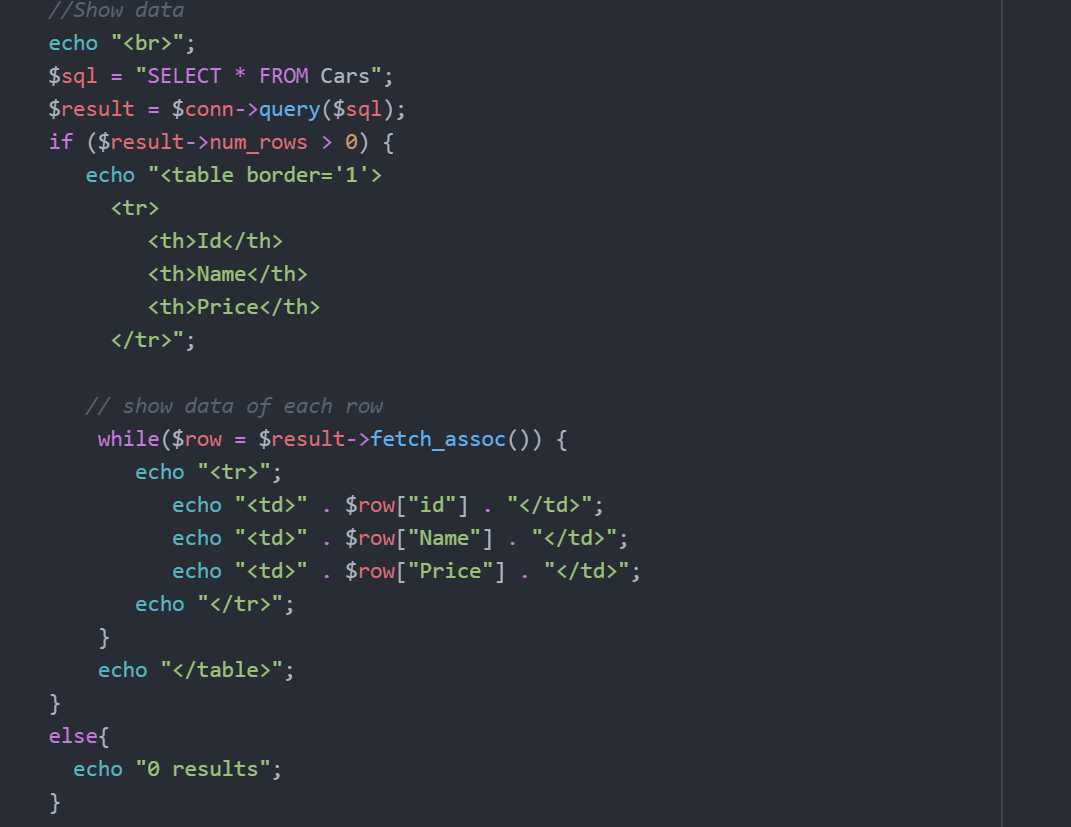 //Show data
echo "<br>";
$sql = "SELECT * FROM Cars";
$result = $conn->query($sql);
if ($result->num_rows > 0) {
echo "<table border='1'>
<tr>
<th>Id</th>
<th>Name</th>
<th>Price</th>
</tr>";
// show data of each row
while($row = $result->fetch_assoc()) {
echo "<tr>";
echo "<td>" . $row["id"] . "</td>";
echo "<td>" . $row["Name"] . "</td>";
echo "<td>" . $row["Price"] . "</td>";
echo "</tr>";
}
echo "</table>";
}
else{
echo "0 results";
}